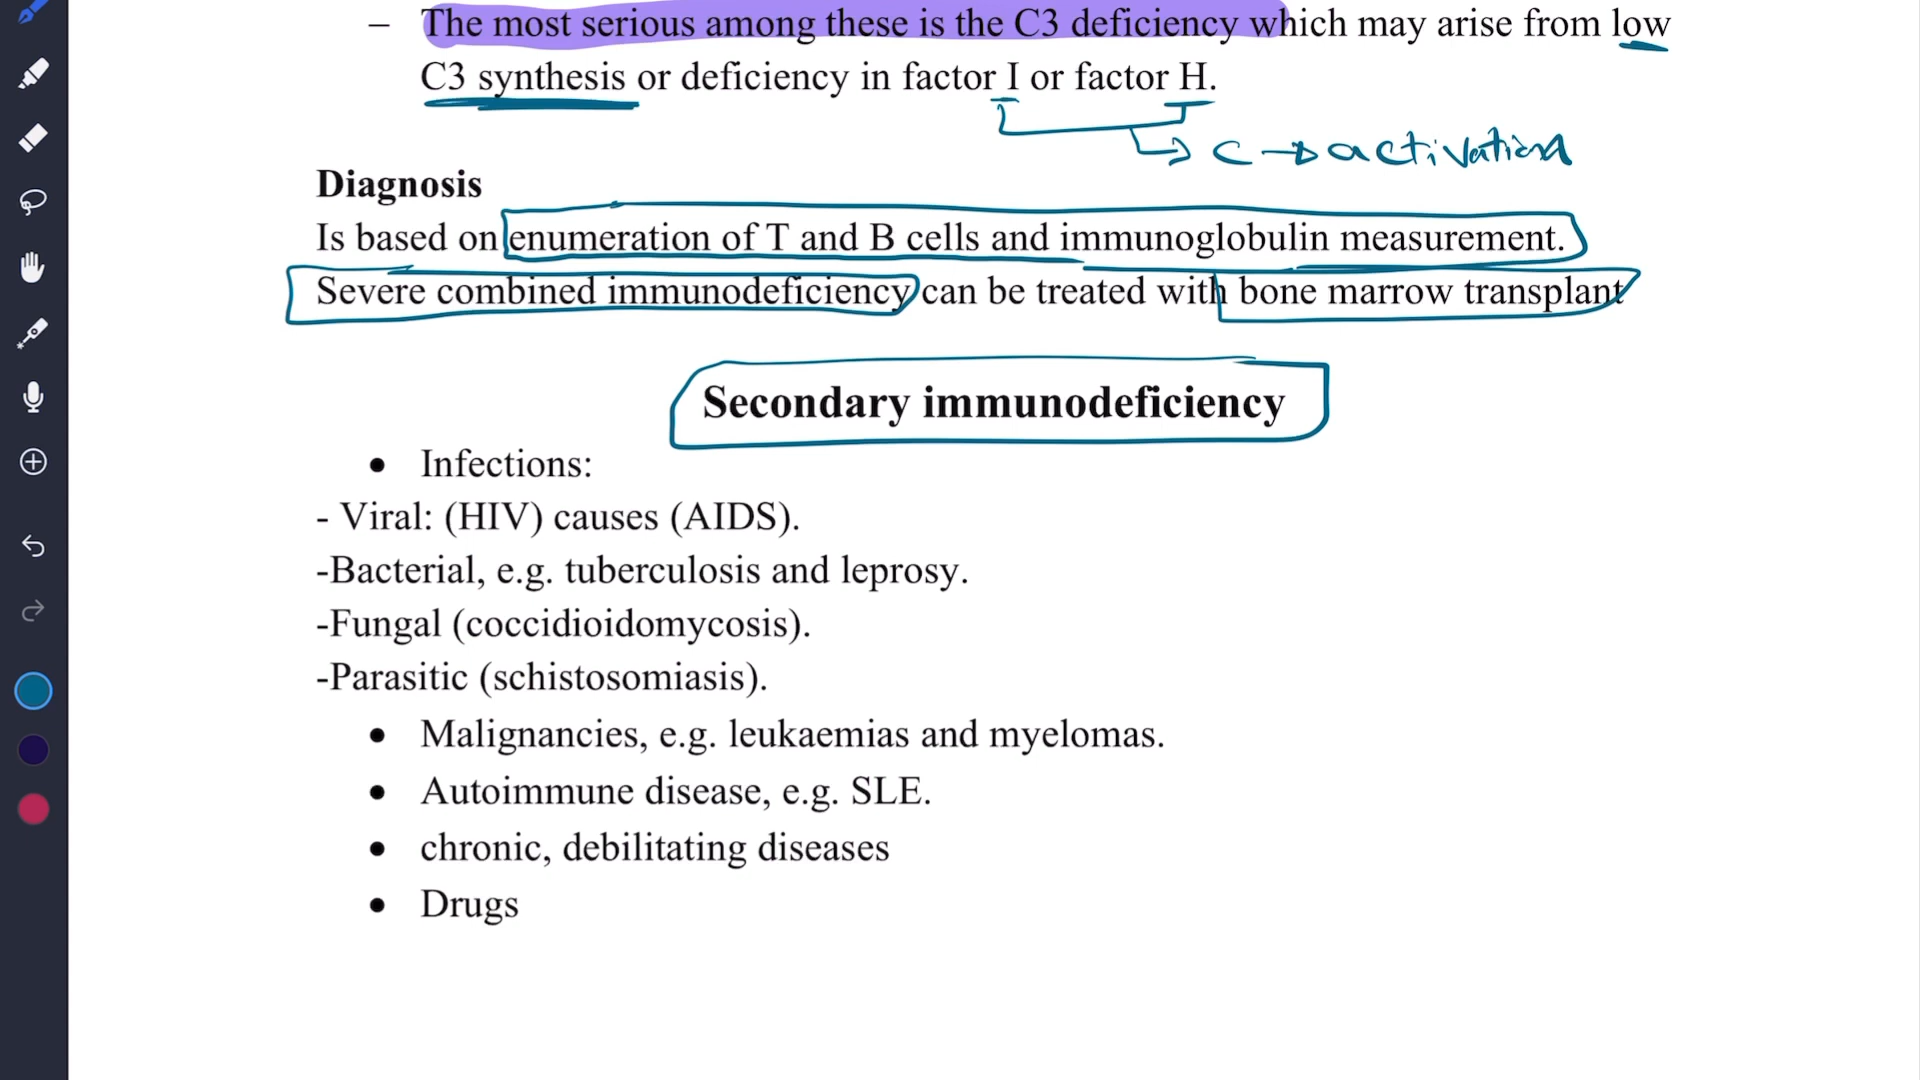 – The most serious among these is the C3 deficiency which may arise from low
C3 synthesis or deficiency in factor I or factor H.
C → activation
Diagnosis
Is based on enumeration of T and B cells and immunoglobulin measurement.
Severe combined immunodeficiency can be treated with bone marrow transplant
Secondary immunodeficiency
• Infections:
- Viral: (HIV) causes (AIDS).
-Bacterial, e.g. tuberculosis and leprosy.
-Fungal (coccidioidomycosis).
-Parasitic (schistosomiasis).
• Malignancies, e.g. leukaemias and myelomas.
• Autoimmune disease, e.g. SLE.
• chronic, debilitating diseases
• Drugs